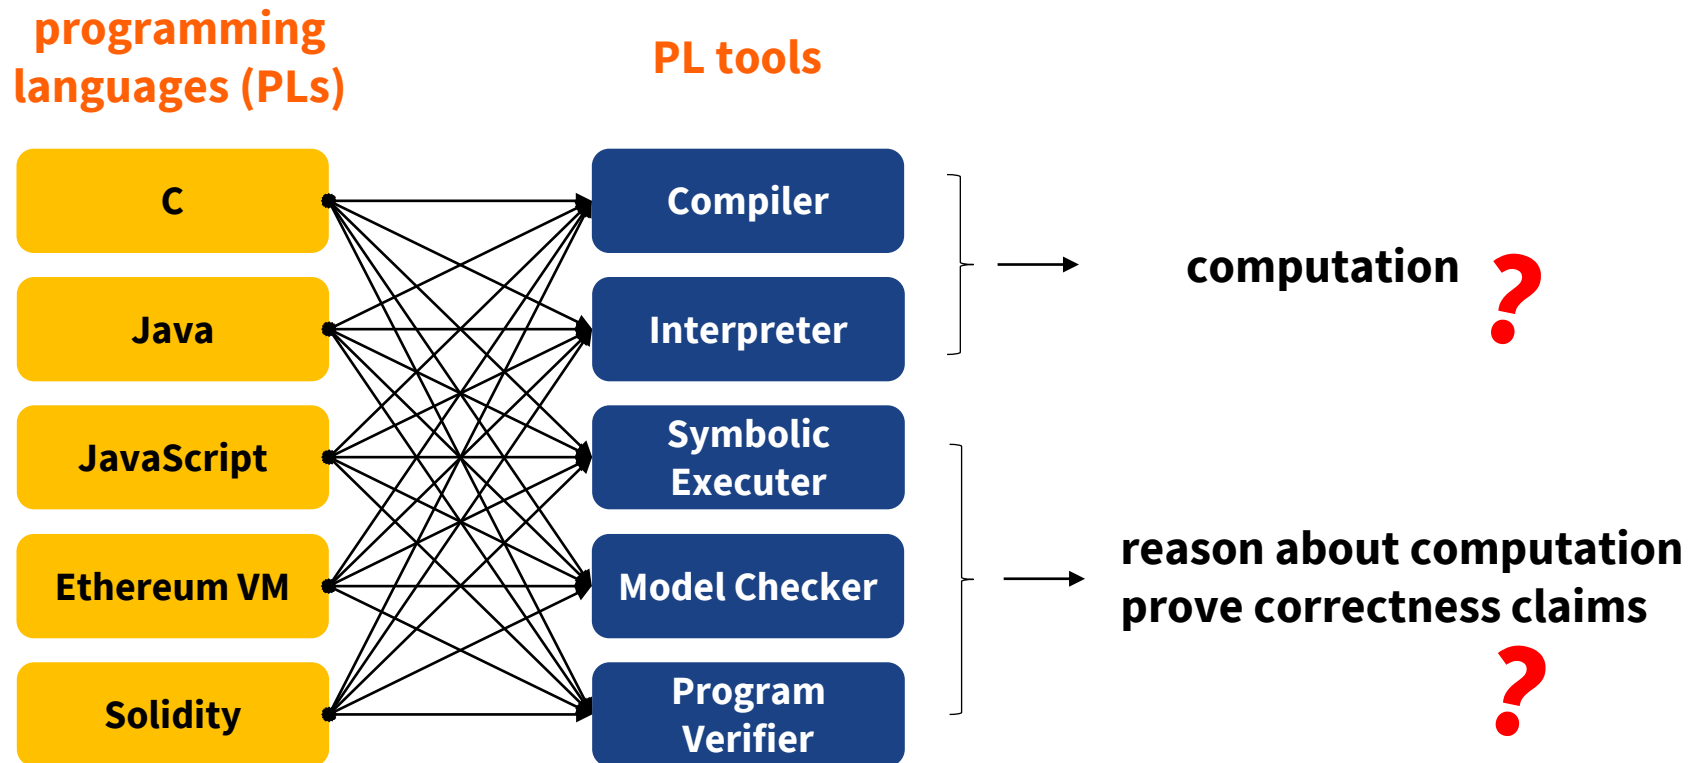 programming
languages (PLs)
PL tools
C
Compiler
Java
Interpreter
computation ?
JavaScript
Symbolic
Executer
Ethereum VM
Model Checker
reason about computation
prove correctness claims
?
Solidity
Program
Verifier